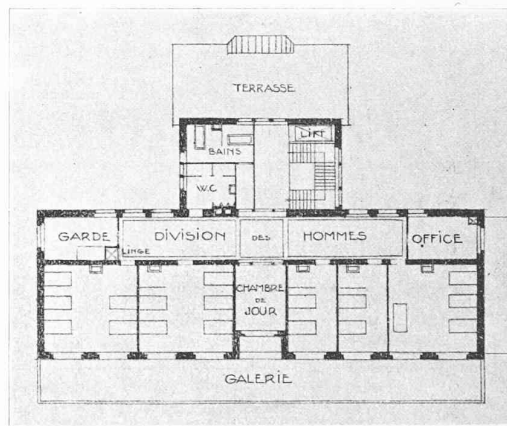 TERRASSE
LIFT
BAINS
W.C
GARDE
DIVISION DES HOMMES
OFFICE
LINGE
CHAMBRE
DE
JOUR
GALERIE